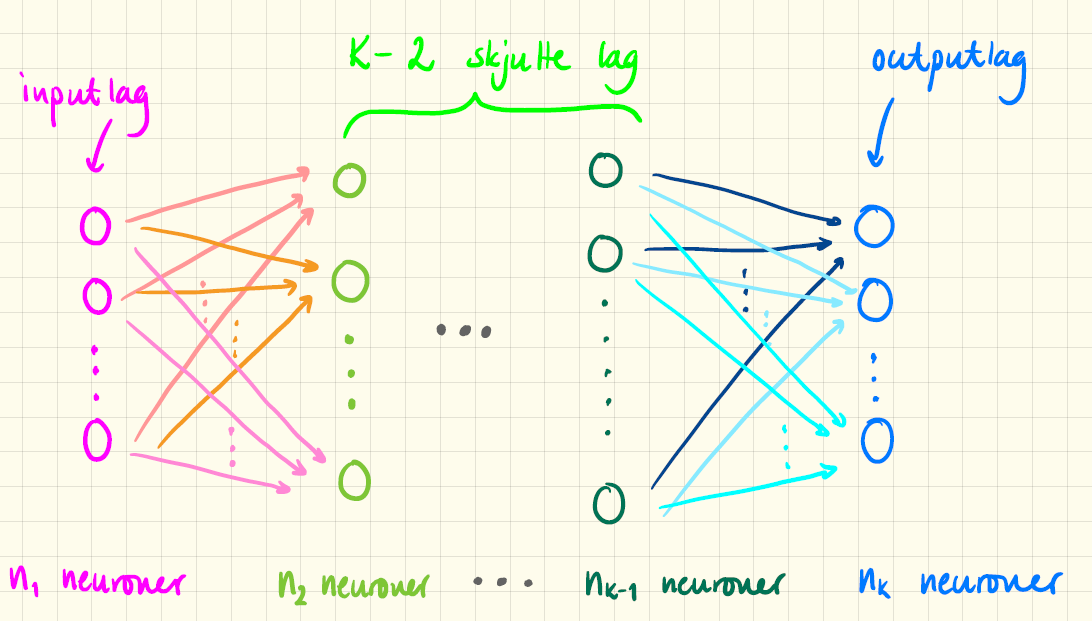 K-2 skjulte lag
outputlag
inputlag
n₁ neuroner
n₂ neuroner
...
nₖ₋₁ neuroner
nₖ neuroner